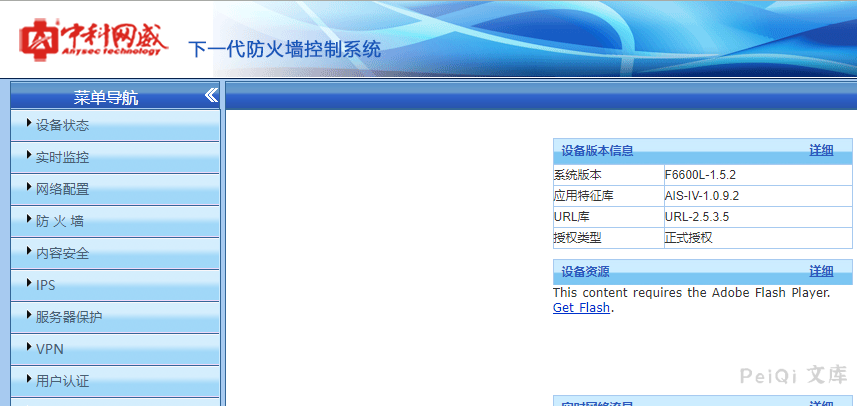 中科网威
Anysec technology
下一代防火墙控制系统
菜单导航
设备状态
实时监控
网络配置
防 火 墙
内容安全
IPS
服务器保护
VPN
用户认证
设备版本信息 详细
系统版本 F6600L-1.5.2
应用特征库 AIS-IV-1.0.9.2
URL库 URL-2.5.3.5
授权类型 正式授权
设备资源 详细
This content requires the Adobe Flash Player.
Get Flash.
PeiQi 文库